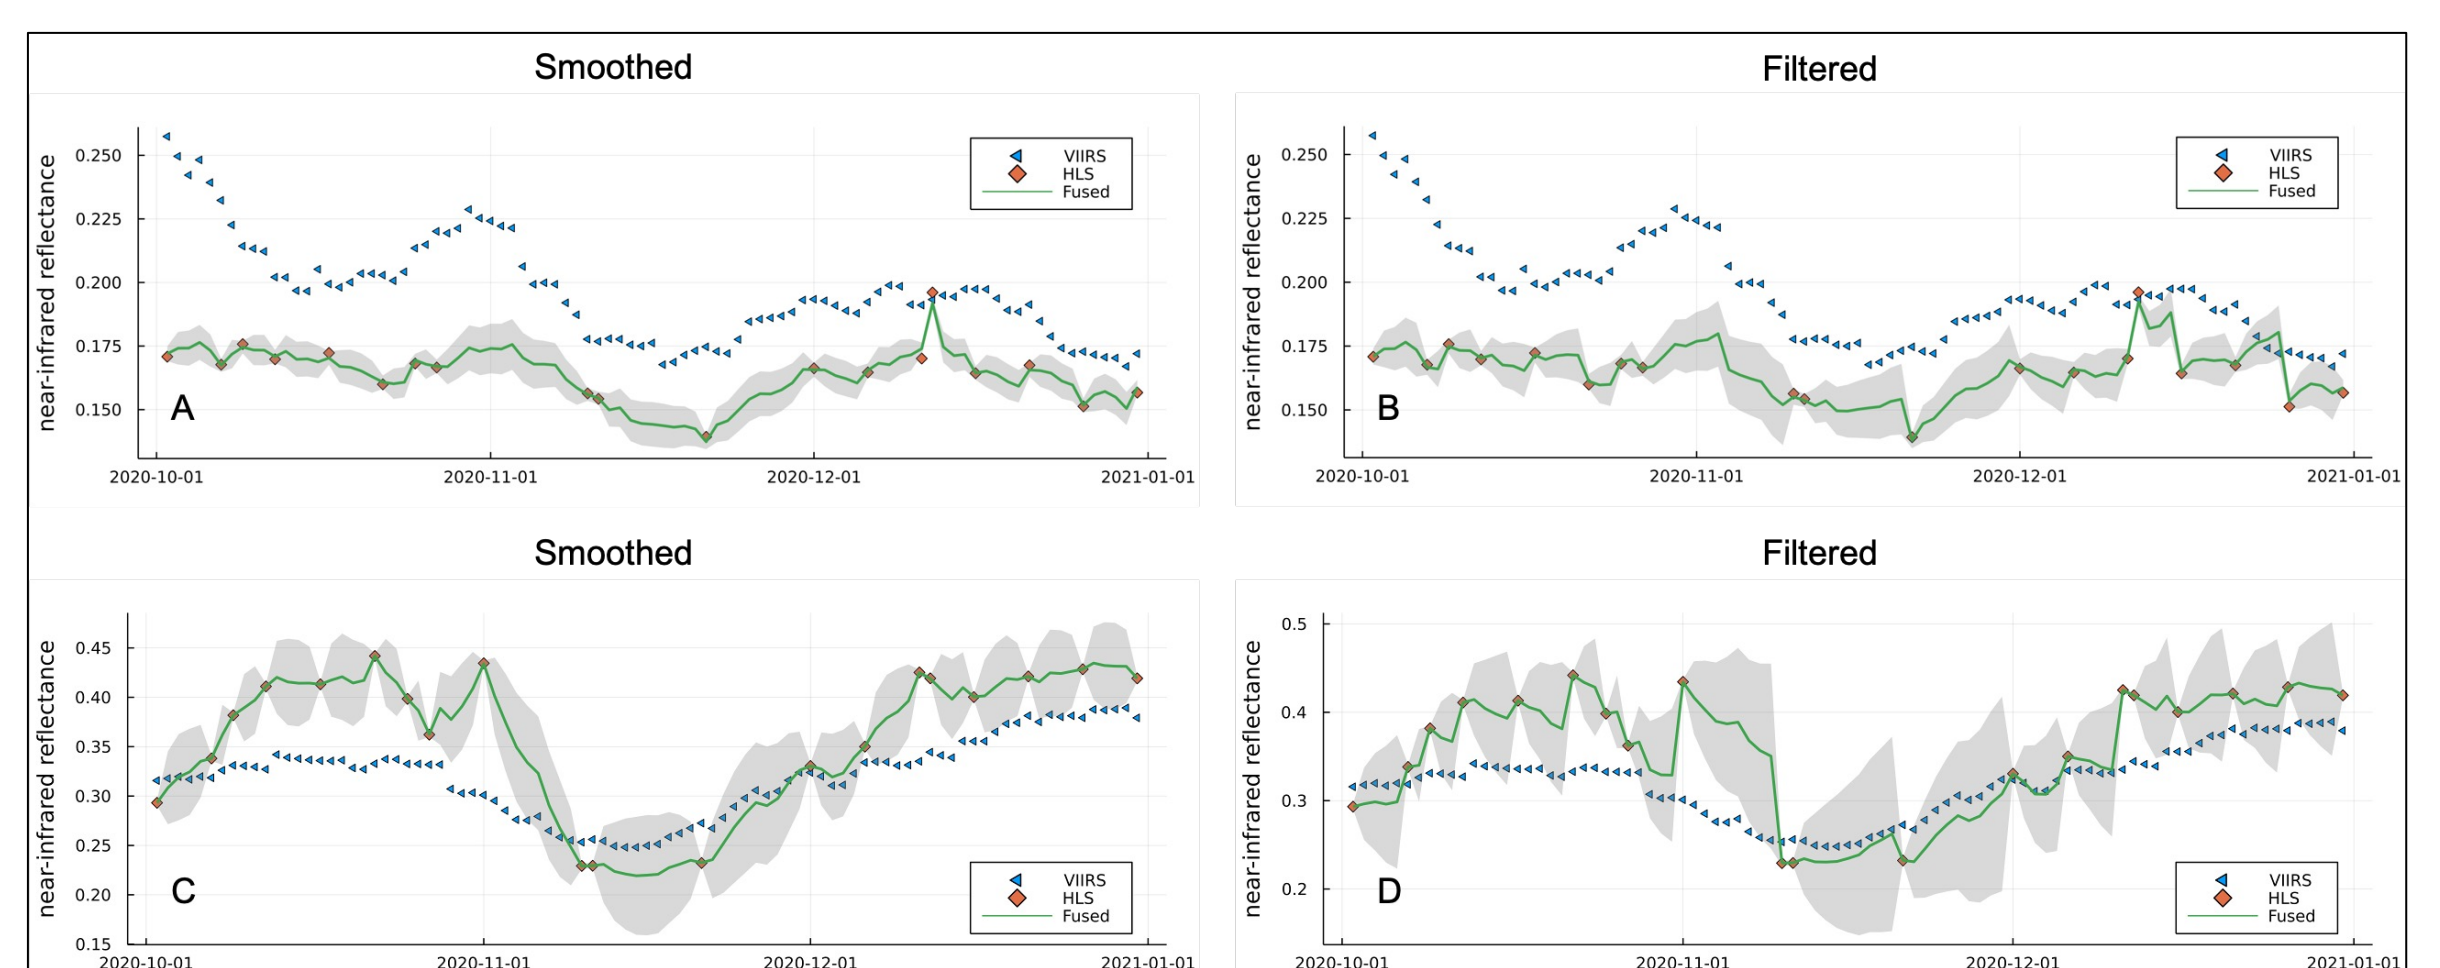 Smoothed
near-infrared reflectance
0.250
0.225
0.200
0.175
0.150
VIIRS
HLS
Fused
A
2020-10-01 2020-11-01 2020-12-01 2021-01-01
Filtered
near-infrared reflectance
0.250
0.225
0.200
0.175
0.150
VIIRS
HLS
Fused
B
2020-10-01 2020-11-01 2020-12-01 2021-01-01
Smoothed
near-infrared reflectance
0.45
0.40
0.35
0.30
0.25
0.20
0.15
VIIRS
HLS
Fused
C
2020-10-01 2020-11-01 2020-12-01 2021-01-01
Filtered
near-infrared reflectance
0.5
0.4
0.3
0.2
VIIRS
HLS
Fused
D
2020-10-01 2020-11-01 2020-12-01 2021-01-01